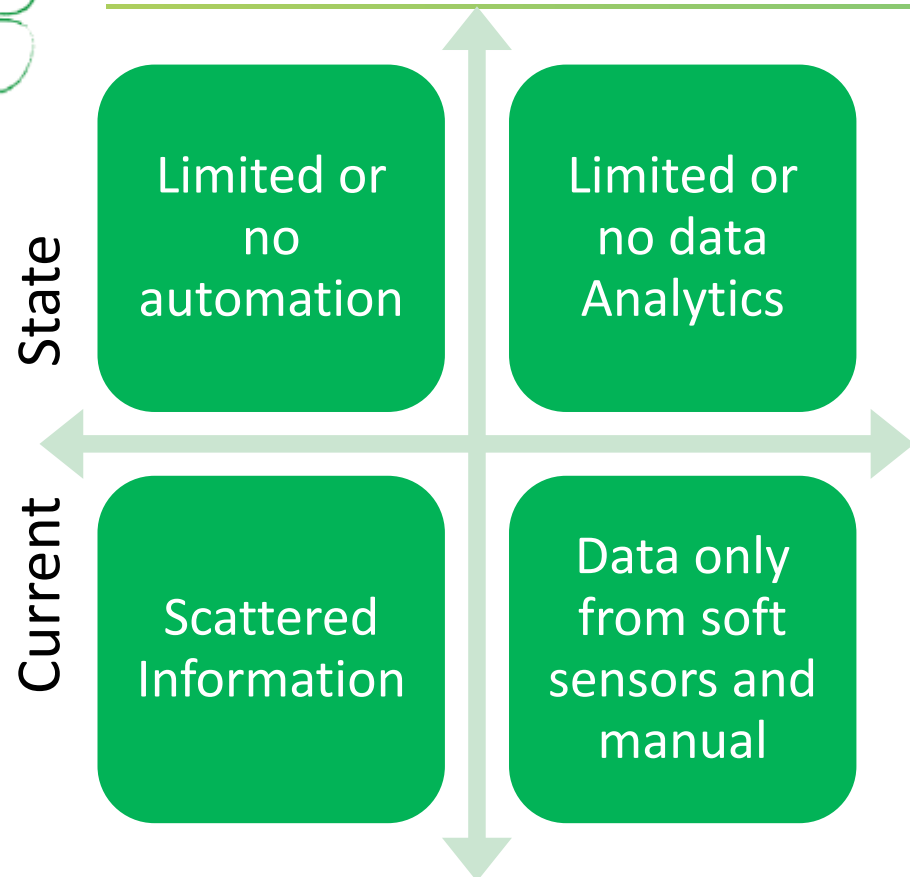 Current State
Limited or
no
automation
Limited or
no data
Analytics
Scattered
Information
Data only
from soft
sensors and
manual